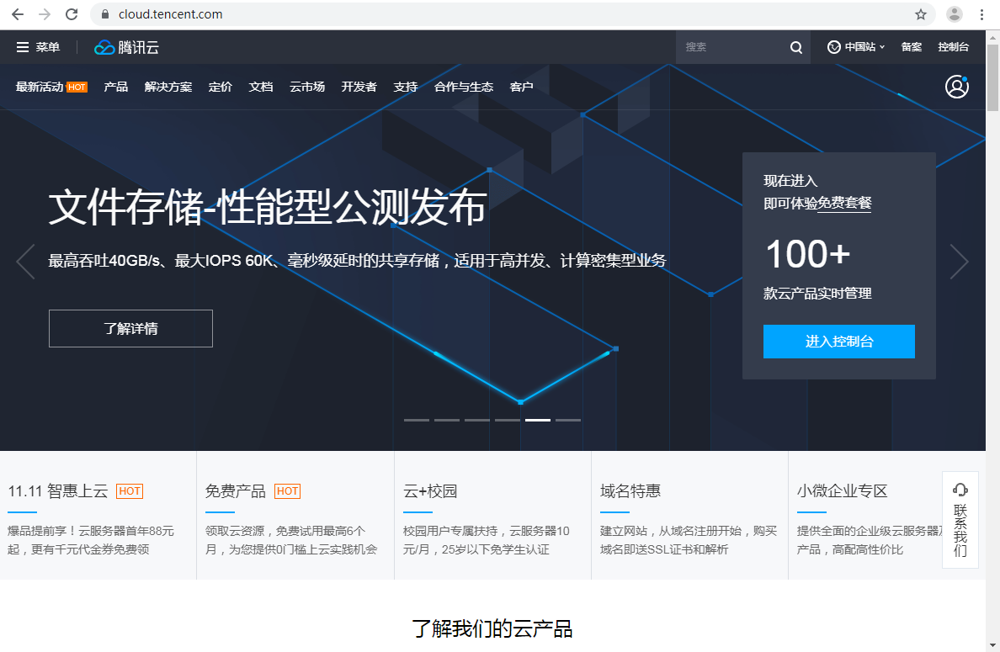 cloud.tencent.com
菜单
腾讯云
搜索
中国站
备案
控制台
最新活动 HOT
产品
解决方案
定价
文档
云市场
开发者
支持
合作与生态
客户
文件存储-性能型公测发布
最高吞吐40GB/s、最大IOPS 60K、毫秒级延时的共享存储，适用于高并发、计算密集型业务
了解详情
现在进入
即可体验免费套餐
100+
款云产品实时管理
进入控制台
11.11 智惠上云 HOT
爆品提前享！云服务器首年88元
起，更有千元代金券免费领
免费产品 HOT
领取云资源，免费试用最高6个
月，为您提供0门槛上云实践机会
云+校园
校园用户专属扶持，云服务器10
元/月，25岁以下免学生认证
域名特惠
建立网站，从域名注册开始，购买
域名即送SSL证书和解析
小微企业专区
提供全面的企业级云服务器
产品，高配高性价比
联
系
我
们
了解我们的云产品